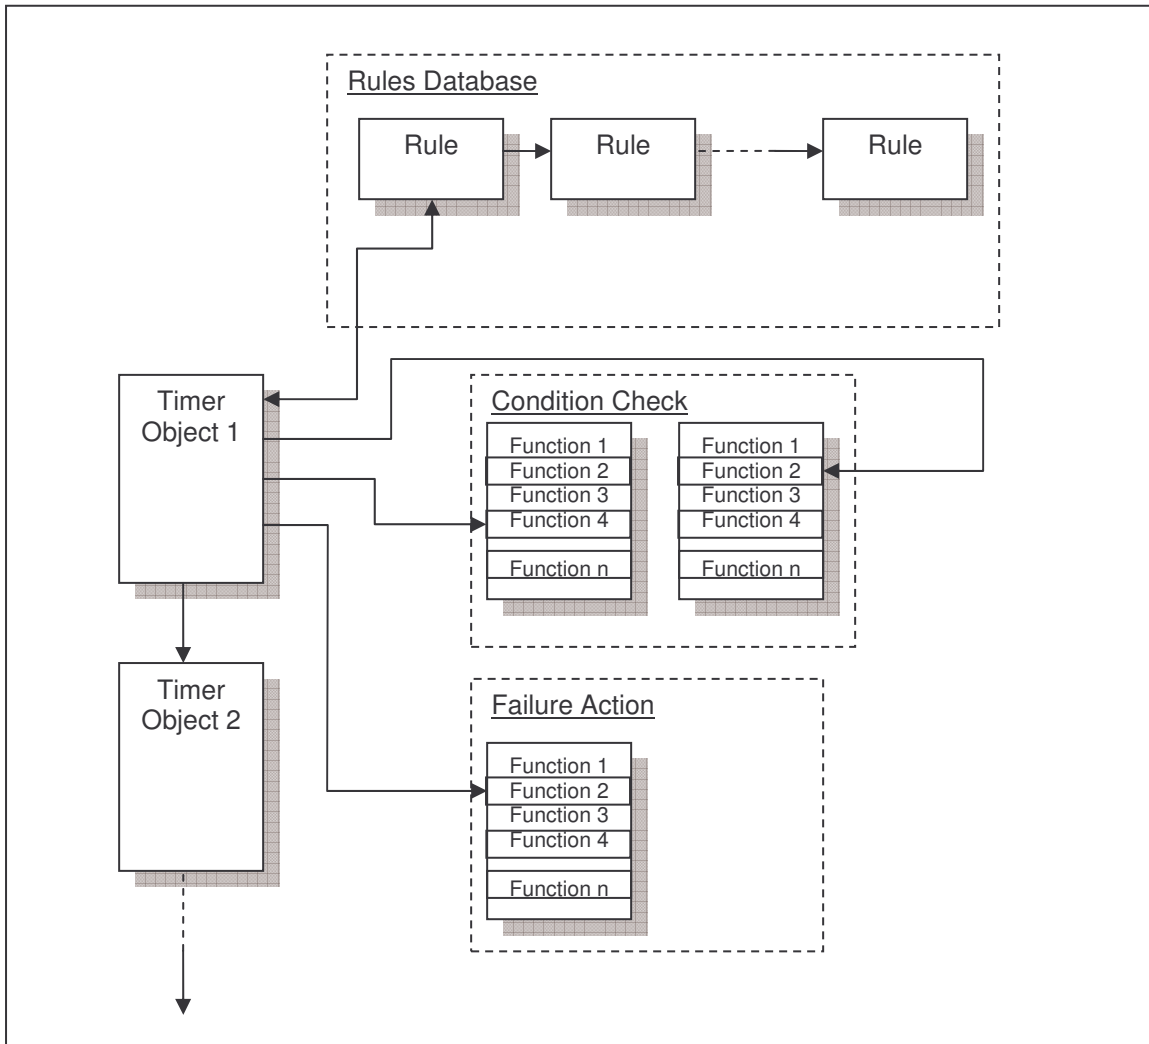 Rules Database
Rule
Rule
Rule
Timer
Object 1
Condition Check
Function 1
Function 2
Function 3
Function 4
Function n
Function 1
Function 2
Function 3
Function 4
Function n
Timer
Object 2
Failure Action
Function 1
Function 2
Function 3
Function 4
Function n